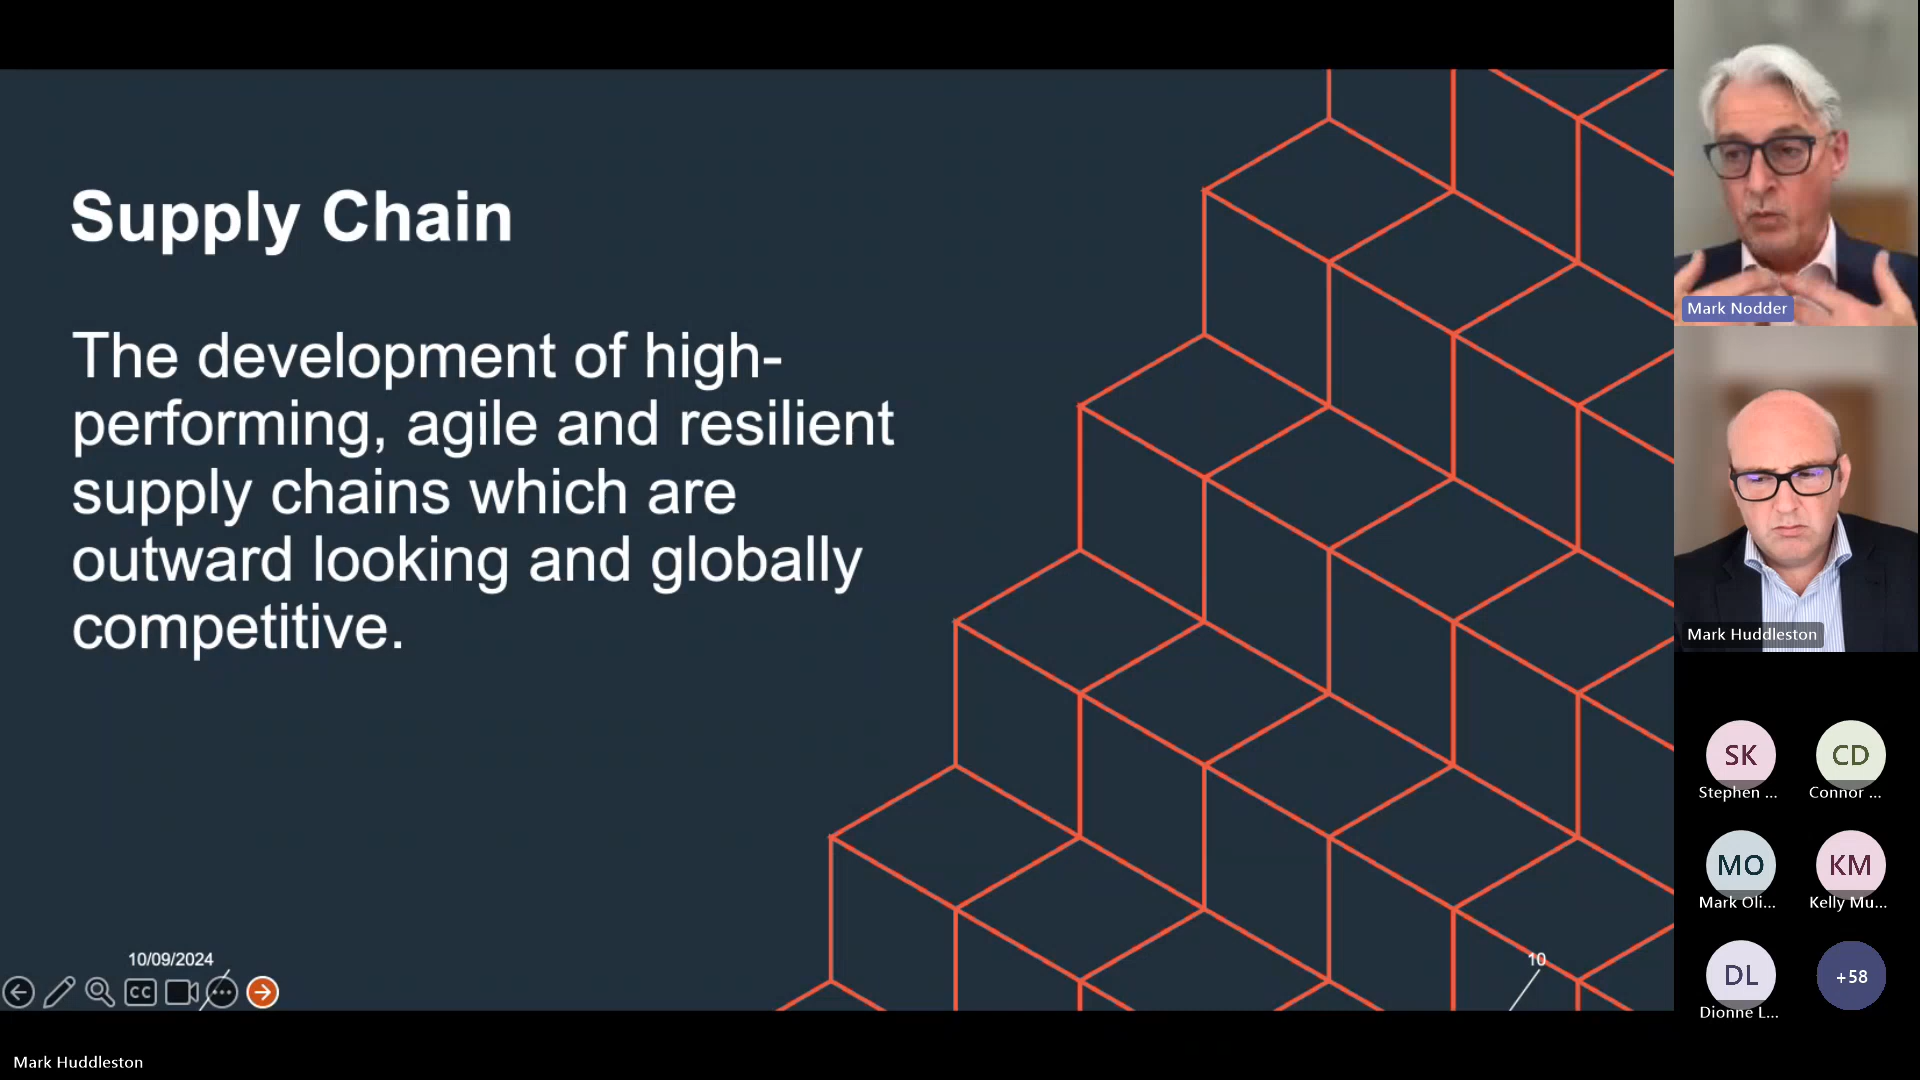 Supply Chain
The development of high-
performing, agile and resilient
supply chains which are
outward looking and globally
competitive.
10/09/2024
CC
10
Mark Nodder
Mark Huddleston
SK
CD
Stephen ...
Connor ...
MO
KM
Mark Oli...
Kelly Mu...
DL
+58
Dionne L...
Mark Huddleston